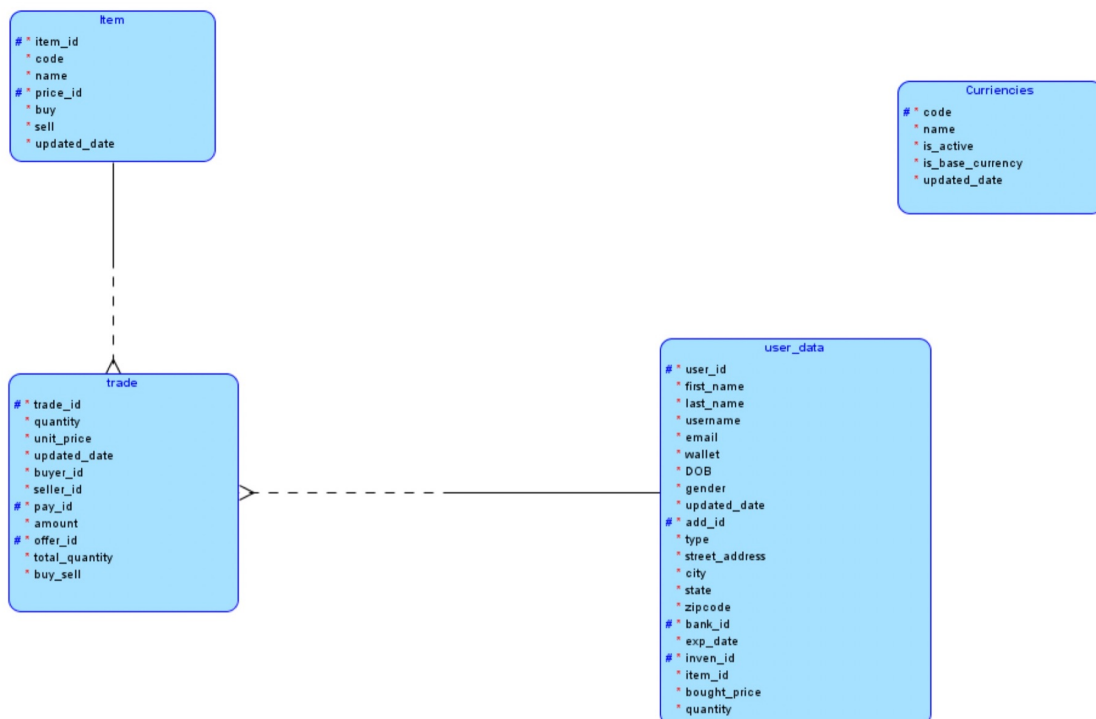 Item
# * item_id
* code
* name
# * price_id
* buy
* sell
* updated_date
Curriencies
# * code
* name
* is_active
* is_base_currency
* updated_date
trade
# * trade_id
* quantity
* unit_price
* updated_date
* buyer_id
* seller_id
# * pay_id
* amount
# * offer_id
* total_quantity
* buy_sell
user_data
# * user_id
* first_name
* last_name
* username
* email
* wallet
* DOB
* gender
* updated_date
# * add_id
* type
* street_address
* city
* state
* zipcode
# * bank_id
* exp_date
# * inven_id
* item_id
* bought_price
* quantity